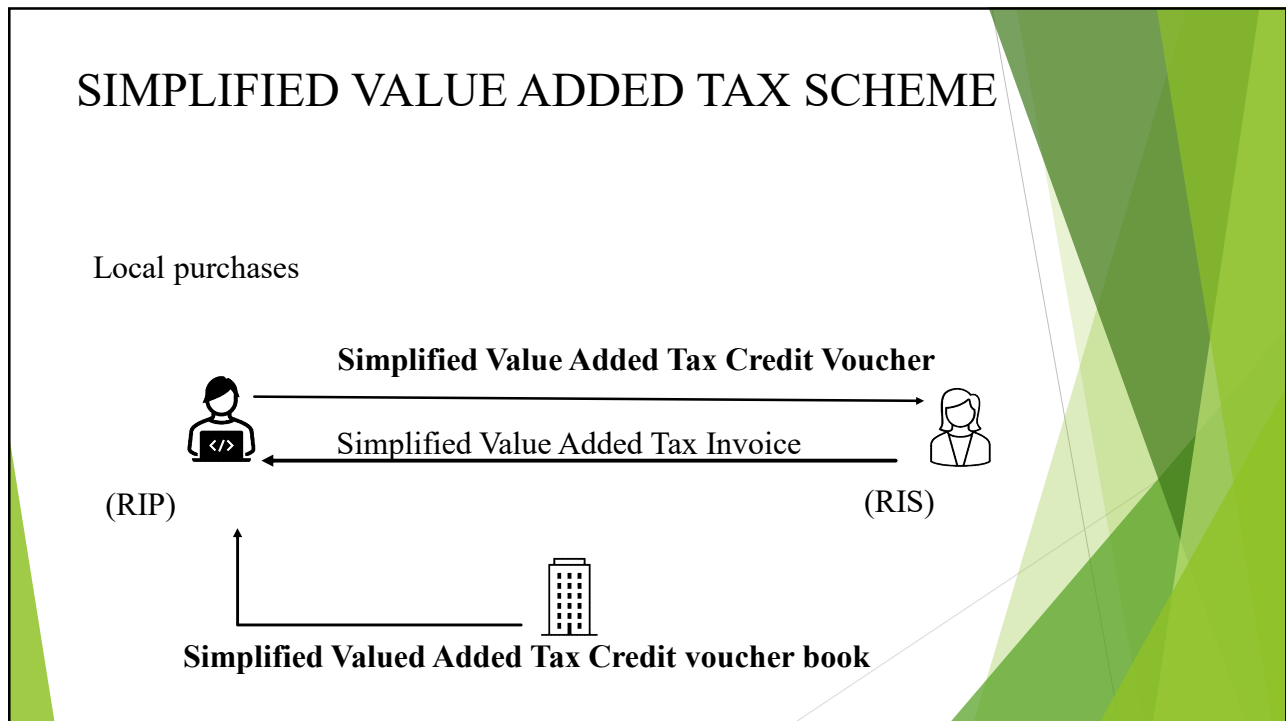 SIMPLIFIED VALUE ADDED TAX SCHEME
Local purchases
Simplified Value Added Tax Credit Voucher
</>
Simplified Value Added Tax Invoice
(RIP)
(RIS)
Simplified Valued Added Tax Credit voucher book